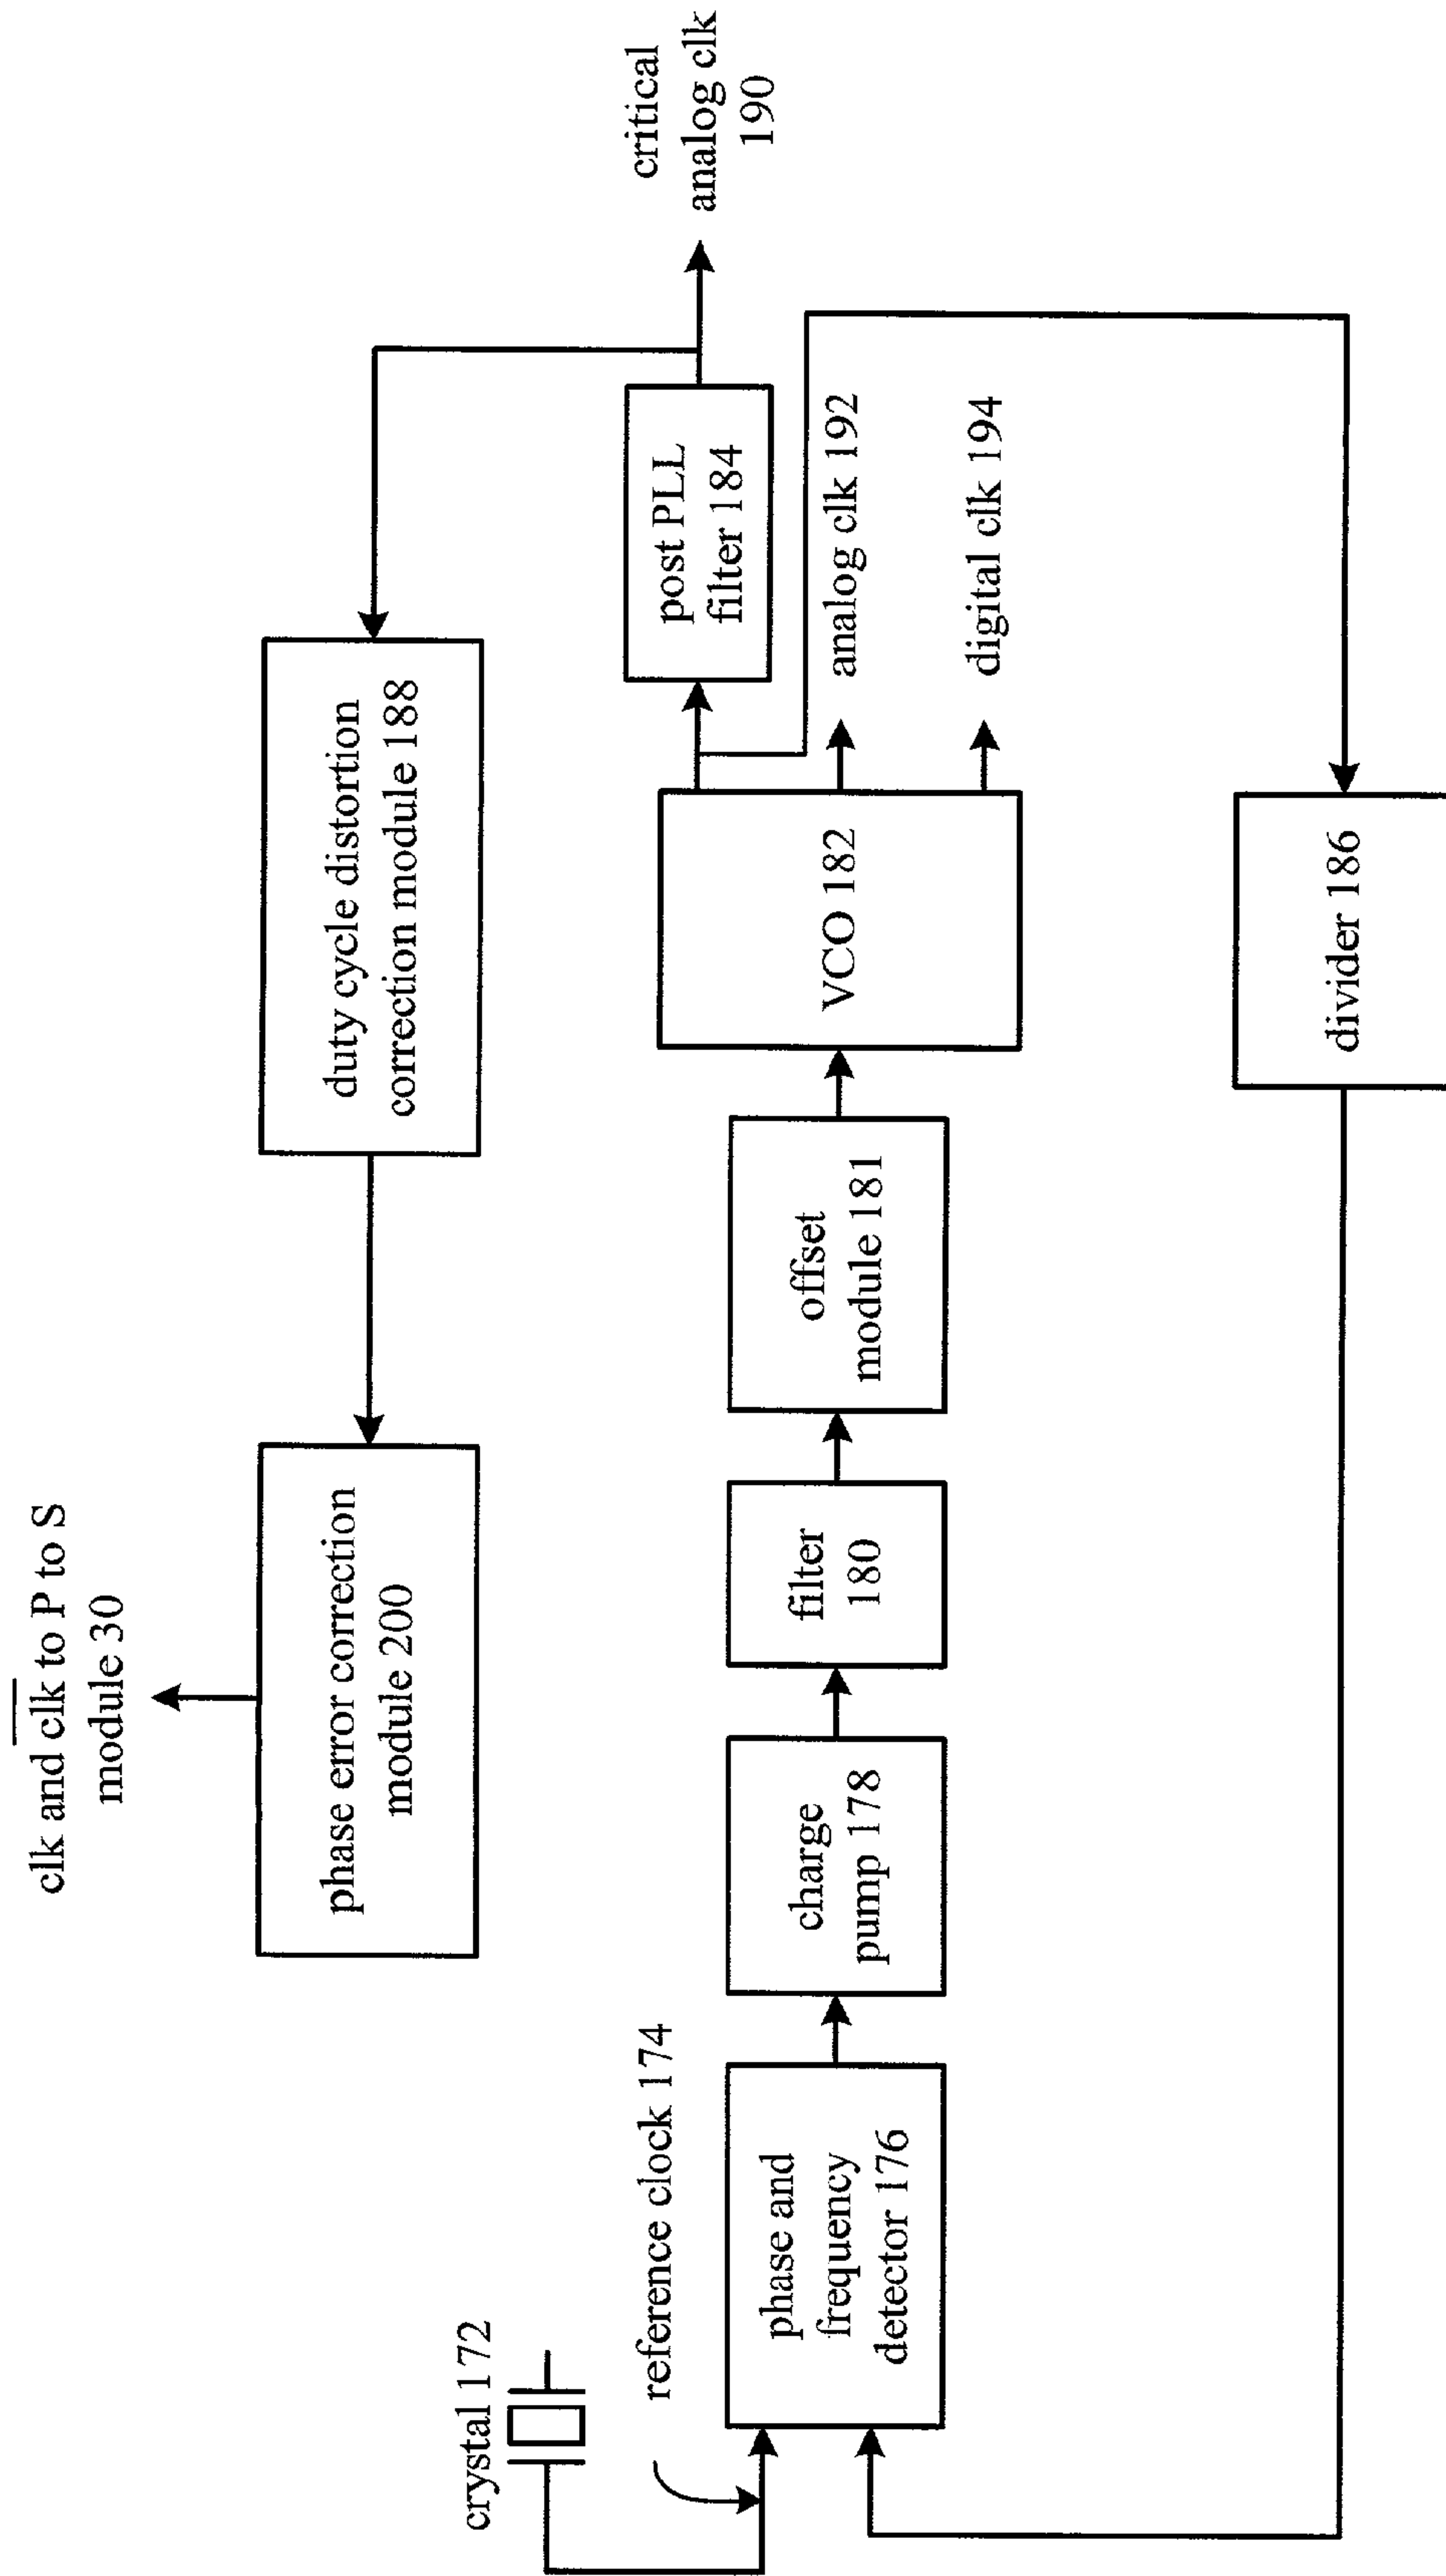 clk and clk to P to S
module 30
phase error correction
module 200
duty cycle distortion
correction module 188
critical
analog clk
190
crystal 172
reference clock 174
phase and
frequency
detector 176
charge
pump 178
filter
180
offset
module 181
VCO 182
post PLL
filter 184
analog clk 192
digital clk 194
divider 186